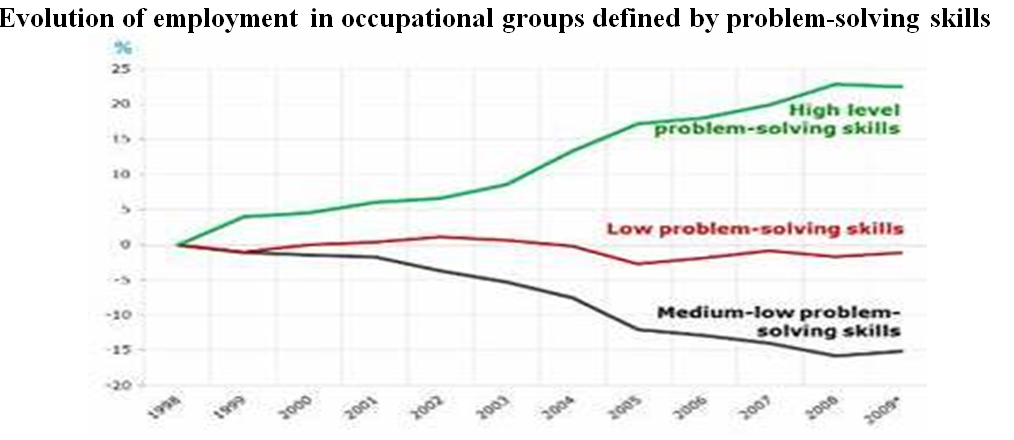 Evolution of employment in occupational groups defined by problem-solving skills
%
25
20
15
10
5
0
-5
-10
-15
-20
High level
problem-solving skills
Low problem-solving skills
Medium-low problem-
solving skills
1998 1999 2000 2001 2002 2003 2004 2005 2006 2007 2008 2009*